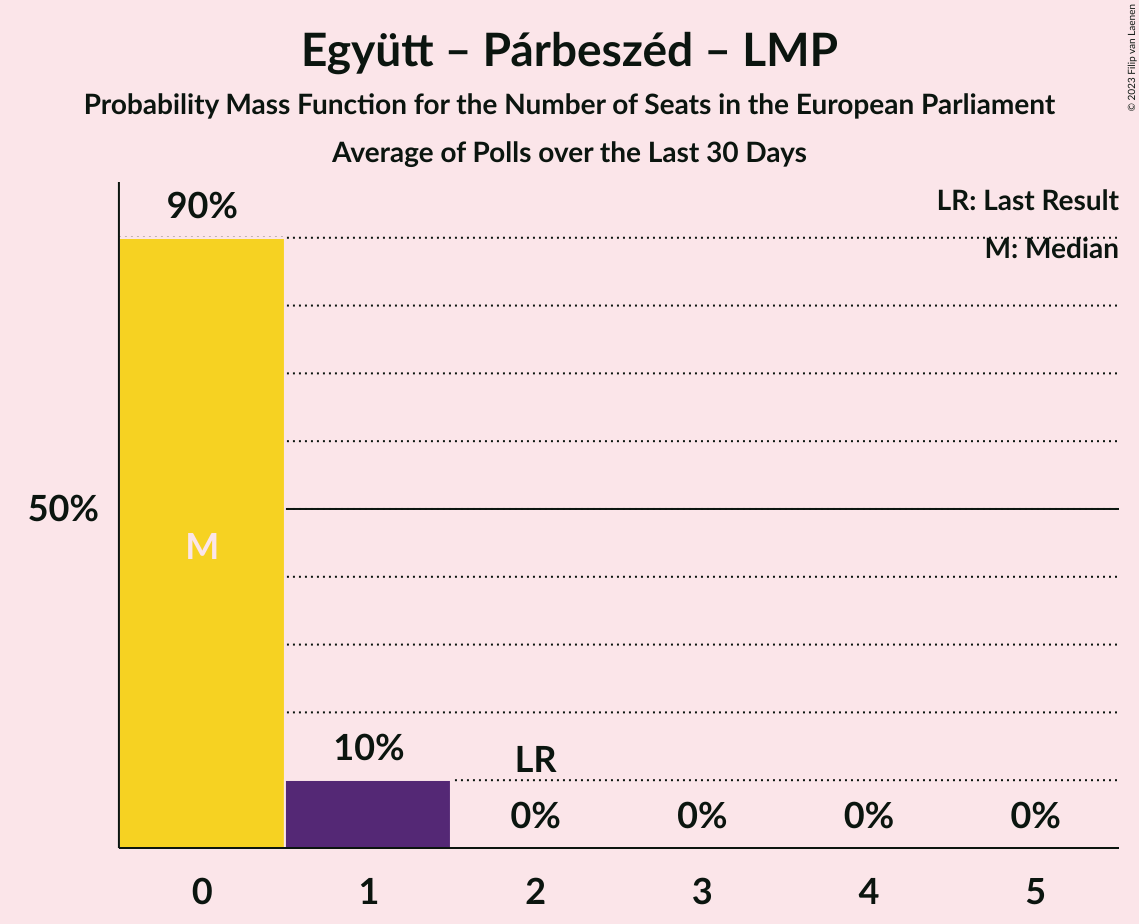 Együtt – Párbeszéd – LMP
Probability Mass Function for the Number of Seats in the European Parliament
Average of Polls over the Last 30 Days
© 2023 Filip van Laenen
LR: Last Result
M: Median
90%
50%
M
10%
LR
0%
0%
0%
0%
0
1
2
3
4
5